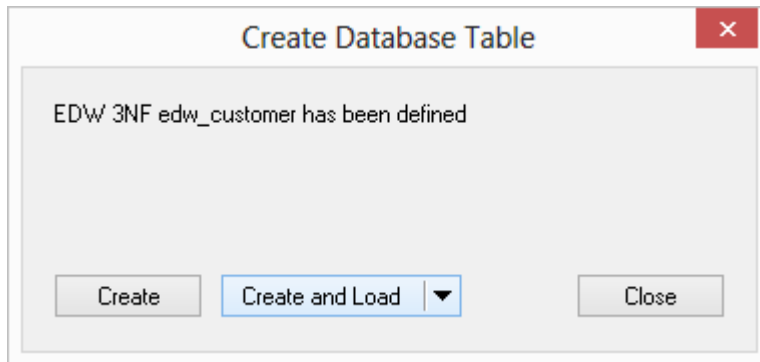 Create Database Table
EDW 3NF edw_customer has been defined
Create
Create and Load
Close